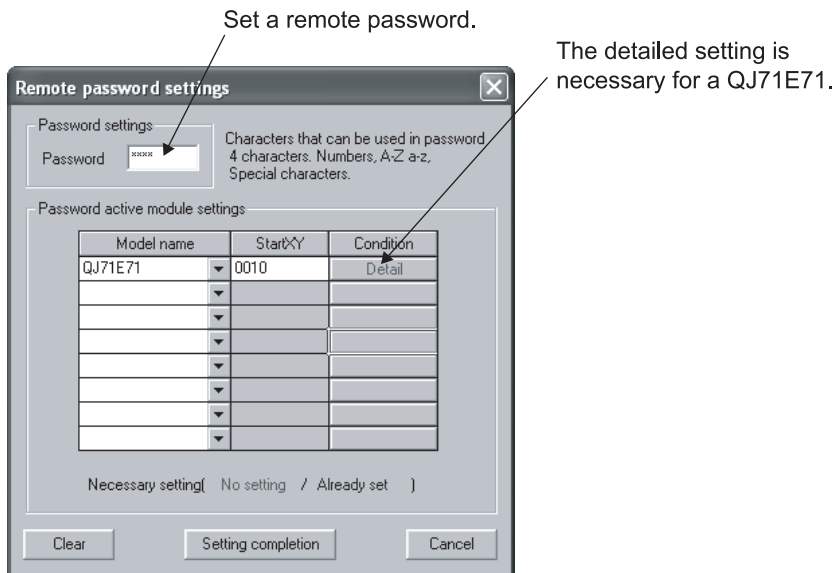 Set a remote password.
The detailed setting is
necessary for a QJ71E71.
Remote password settings
Password settings
Password xxxx
Characters that can be used in password
4 characters. Numbers, A-Z a-z,
Special characters.
Password active module settings
Model name StartXY Condition
QJ71E71 0010 Detail
Necessary setting( No setting / Already set )
Clear Setting completion Cancel